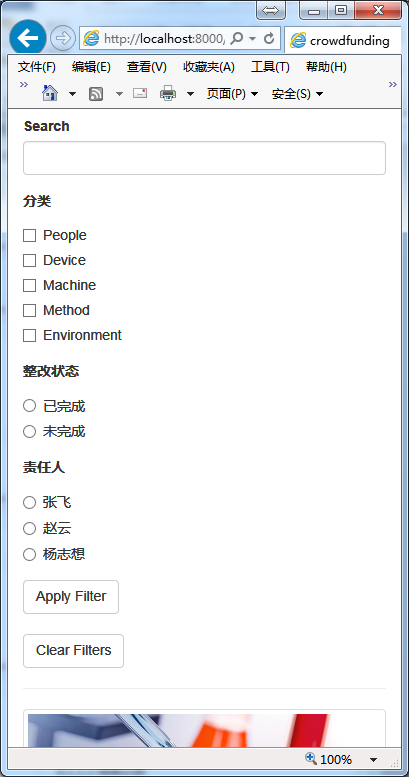 http://localhost:8000/
crowdfunding
文件(F) 编辑(E) 查看(V) 收藏夹(A) 工具(T) 帮助(H)
页面(P) 安全(S)
Search
分类
People
Device
Machine
Method
Environment
整改状态
已完成
未完成
责任人
张飞
赵云
杨志想
Apply Filter
Clear Filters
100%